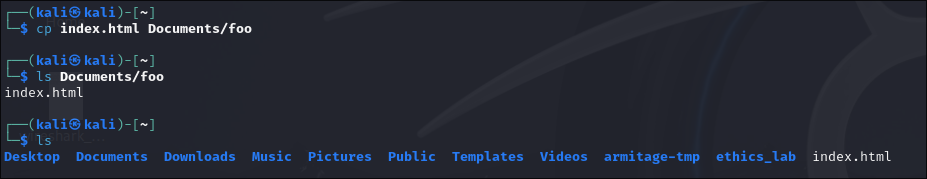 ┌──(kali㉿kali)-[~]
└─$ cp index.html Documents/foo
┌──(kali㉿kali)-[~]
└─$ ls Documents/foo
index.html
┌──(kali㉿kali)-[~]
└─$ ls
Desktop Documents Downloads Music Pictures Public Templates Videos armitage-tmp ethics_lab index.html